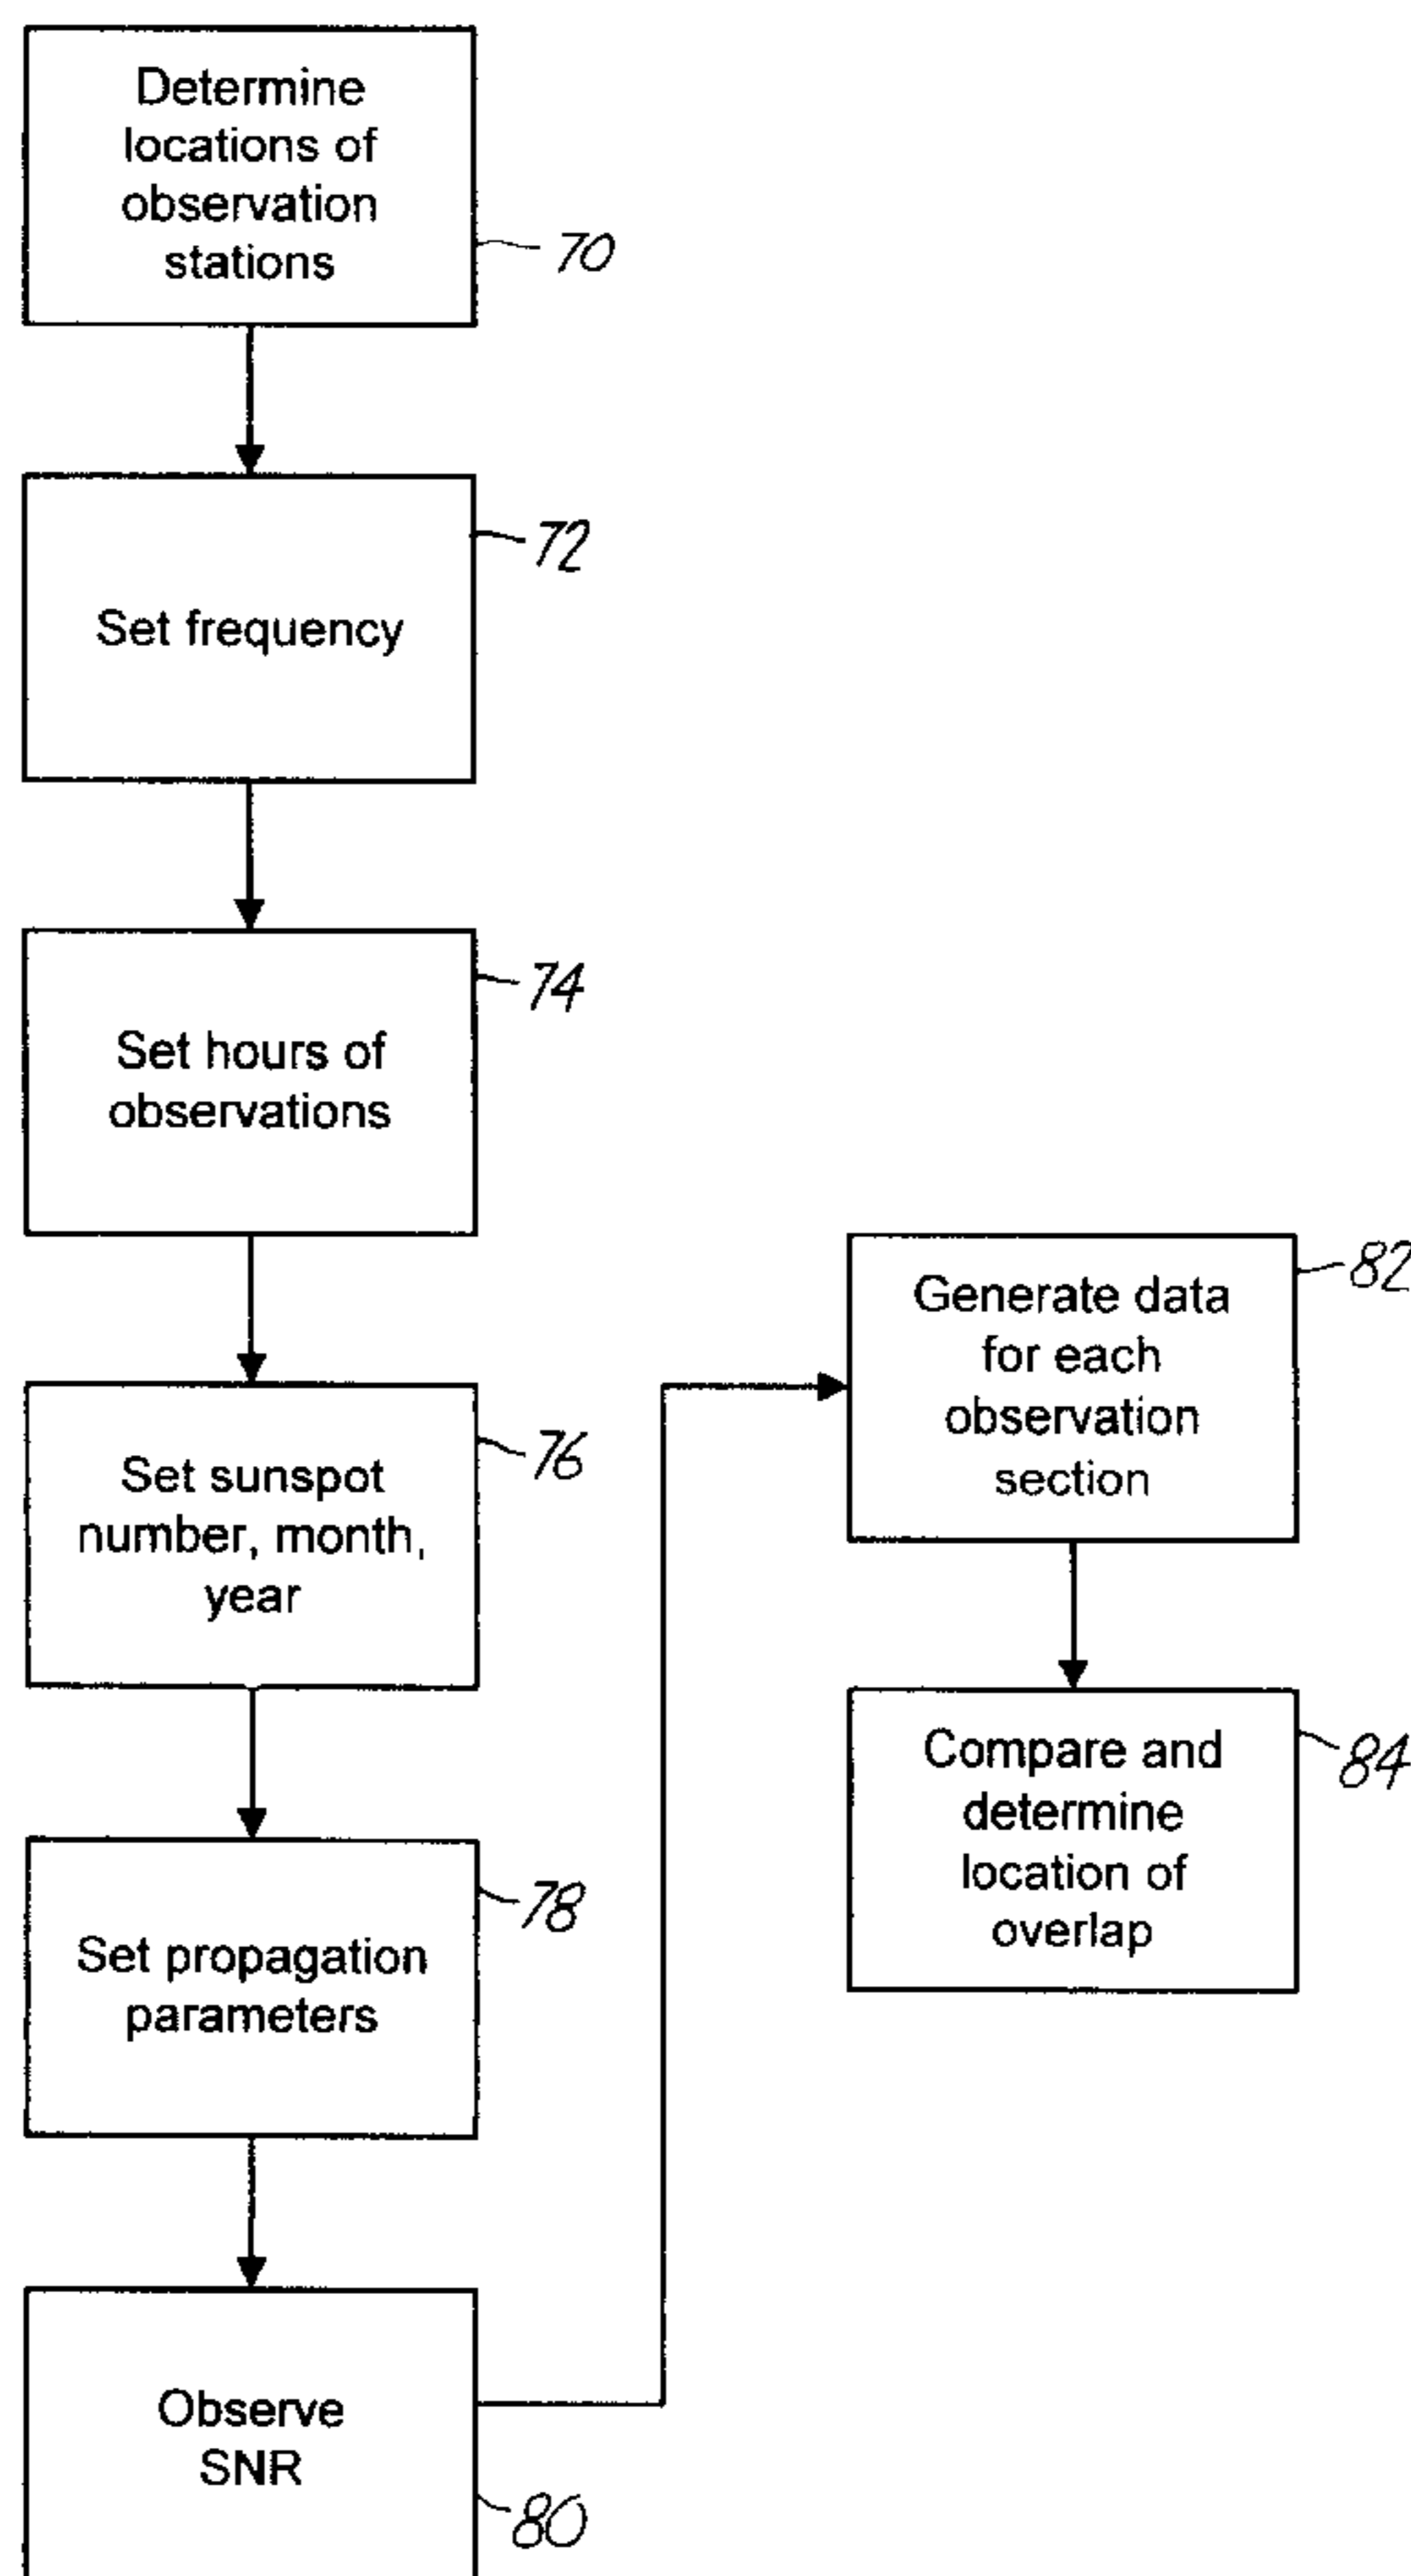 Determine
locations of
observation
stations
70
72
Set frequency
74
Set hours of
observations
76
Set sunspot
number, month,
year
78
Set propagation
parameters
Observe
SNR
80
82
Generate data
for each
observation
section
84
Compare and
determine
location of
overlap